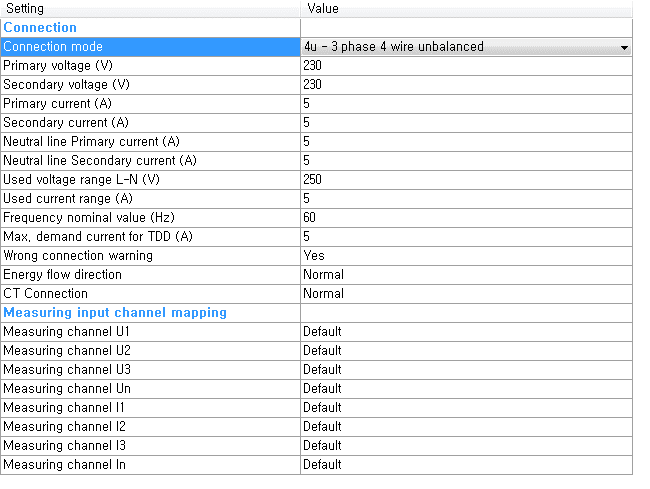 Setting Value
Connection
Connection mode 4u - 3 phase 4 wire unbalanced
Primary voltage (V) 230
Secondary voltage (V) 230
Primary current (A) 5
Secondary current (A) 5
Neutral line Primary current (A) 5
Neutral line Secondary current (A) 5
Used voltage range L-N (V) 250
Used current range (A) 5
Frequency nominal value (Hz) 60
Max, demand current for TDD (A) 5
Wrong connection warning Yes
Energy flow direction Normal
CT Connection Normal
Measuring input channel mapping
Measuring channel U1 Default
Measuring channel U2 Default
Measuring channel U3 Default
Measuring channel Un Default
Measuring channel I1 Default
Measuring channel I2 Default
Measuring channel I3 Default
Measuring channel In Default